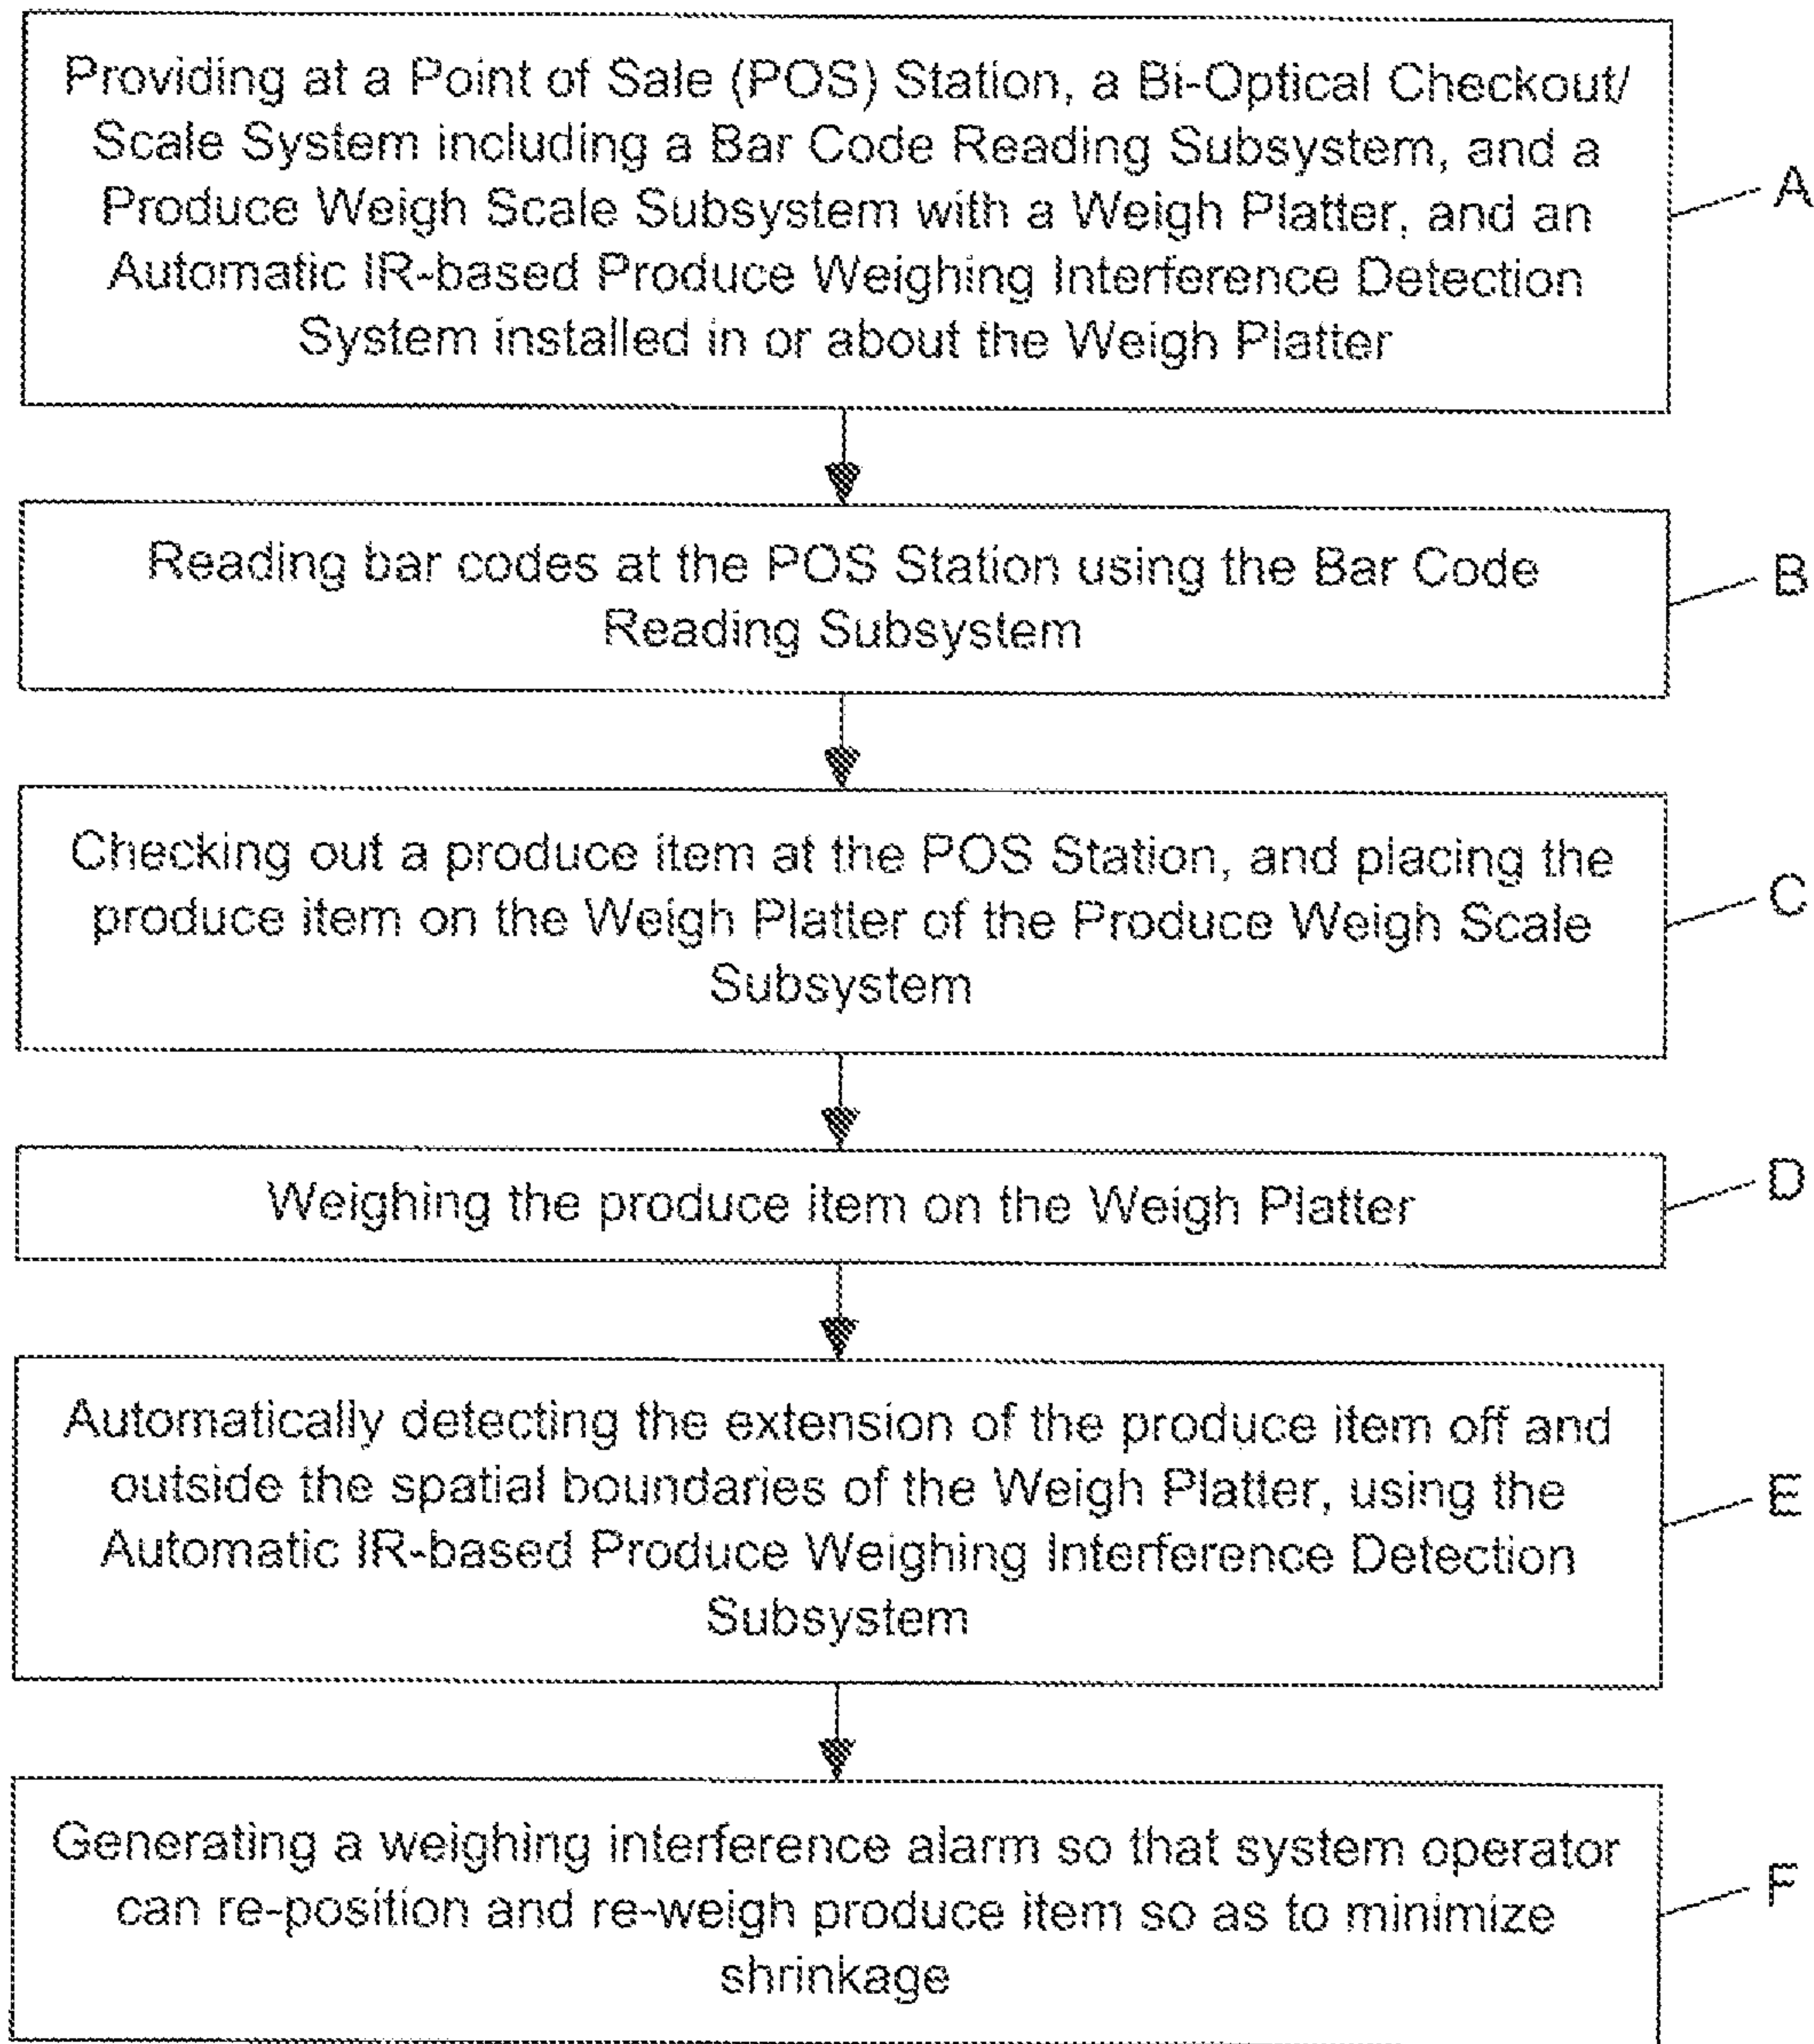 Providing at a Point of Sale (POS) Station, a Bi-Optical Checkout/
Scale System including a Bar Code Reading Subsystem, and a
Produce Weigh Scale Subsystem with a Weigh Platter, and an
Automatic IR-based Produce Weighing Interference Detection
System installed in or about the Weigh Platter
A
Reading bar codes at the POS Station using the Bar Code
Reading Subsystem
B
Checking out a produce item at the POS Station, and placing the
produce item on the Weigh Platter of the Produce Weigh Scale
Subsystem
C
Weighing the produce item on the Weigh Platter
D
Automatically detecting the extension of the produce item off and
outside the spatial boundaries of the Weigh Platter, using the
Automatic IR-based Produce Weighing Interference Detection
Subsystem
E
Generating a weighing interference alarm so that system operator
can re-position and re-weigh produce item so as to minimize
shrinkage
F